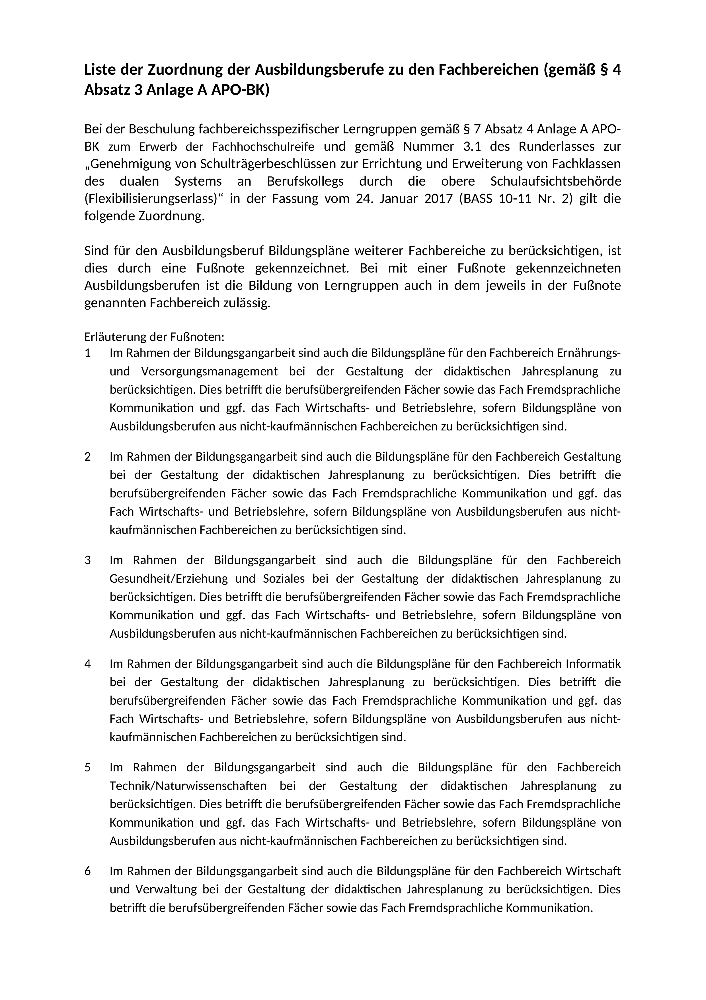 Liste der Zuordnung der Ausbildungsberufe zu den Fachbereichen (gemäß § 4
Absatz 3 Anlage A APO-BK)
Bei der Beschulung fachbereichsspezifischer Lerngruppen gemäß § 7 Absatz 4 Anlage A APO-
BK zum Erwerb der Fachhochschulreife und gemäß Nummer 3.1 des Runderlasses zur
„Genehmigung von Schulträgerbeschlüssen zur Errichtung und Erweiterung von Fachklassen
des dualen Systems an Berufskollegs durch die obere Schulaufsichtsbehörde
(Flexibilisierungserlass)“ in der Fassung vom 24. Januar 2017 (BASS 10-11 Nr. 2) gilt die
folgende Zuordnung.
Sind für den Ausbildungsberuf Bildungspläne weiterer Fachbereiche zu berücksichtigen, ist
dies durch eine Fußnote gekennzeichnet. Bei mit einer Fußnote gekennzeichneten
Ausbildungsberufen ist die Bildung von Lerngruppen auch in dem jeweils in der Fußnote
genannten Fachbereich zulässig.
Erläuterung der Fußnoten:
1 Im Rahmen der Bildungsgangarbeit sind auch die Bildungspläne für den Fachbereich Ernährungs-
und Versorgungsmanagement bei der Gestaltung der didaktischen Jahresplanung zu
berücksichtigen. Dies betrifft die berufsübergreifenden Fächer sowie das Fach Fremdsprachliche
Kommunikation und ggf. das Fach Wirtschafts- und Betriebslehre, sofern Bildungspläne von
Ausbildungsberufen aus nicht-kaufmännischen Fachbereichen zu berücksichtigen sind.
2 Im Rahmen der Bildungsgangarbeit sind auch die Bildungspläne für den Fachbereich Gestaltung
bei der Gestaltung der didaktischen Jahresplanung zu berücksichtigen. Dies betrifft die
berufsübergreifenden Fächer sowie das Fach Fremdsprachliche Kommunikation und ggf. das
Fach Wirtschafts- und Betriebslehre, sofern Bildungspläne von Ausbildungsberufen aus nicht-
kaufmännischen Fachbereichen zu berücksichtigen sind.
3 Im Rahmen der Bildungsgangarbeit sind auch die Bildungspläne für den Fachbereich
Gesundheit/Erziehung und Soziales bei der Gestaltung der didaktischen Jahresplanung zu
berücksichtigen. Dies betrifft die berufsübergreifenden Fächer sowie das Fach Fremdsprachliche
Kommunikation und ggf. das Fach Wirtschafts- und Betriebslehre, sofern Bildungspläne von
Ausbildungsberufen aus nicht-kaufmännischen Fachbereichen zu berücksichtigen sind.
4 Im Rahmen der Bildungsgangarbeit sind auch die Bildungspläne für den Fachbereich Informatik
bei der Gestaltung der didaktischen Jahresplanung zu berücksichtigen. Dies betrifft die
berufsübergreifenden Fächer sowie das Fach Fremdsprachliche Kommunikation und ggf. das
Fach Wirtschafts- und Betriebslehre, sofern Bildungspläne von Ausbildungsberufen aus nicht-
kaufmännischen Fachbereichen zu berücksichtigen sind.
5 Im Rahmen der Bildungsgangarbeit sind auch die Bildungspläne für den Fachbereich
Technik/Naturwissenschaften bei der Gestaltung der didaktischen Jahresplanung zu
berücksichtigen. Dies betrifft die berufsübergreifenden Fächer sowie das Fach Fremdsprachliche
Kommunikation und ggf. das Fach Wirtschafts- und Betriebslehre, sofern Bildungspläne von
Ausbildungsberufen aus nicht-kaufmännischen Fachbereichen zu berücksichtigen sind.
6 Im Rahmen der Bildungsgangarbeit sind auch die Bildungspläne für den Fachbereich Wirtschaft
und Verwaltung bei der Gestaltung der didaktischen Jahresplanung zu berücksichtigen. Dies
betrifft die berufsübergreifenden Fächer sowie das Fach Fremdsprachliche Kommunikation.